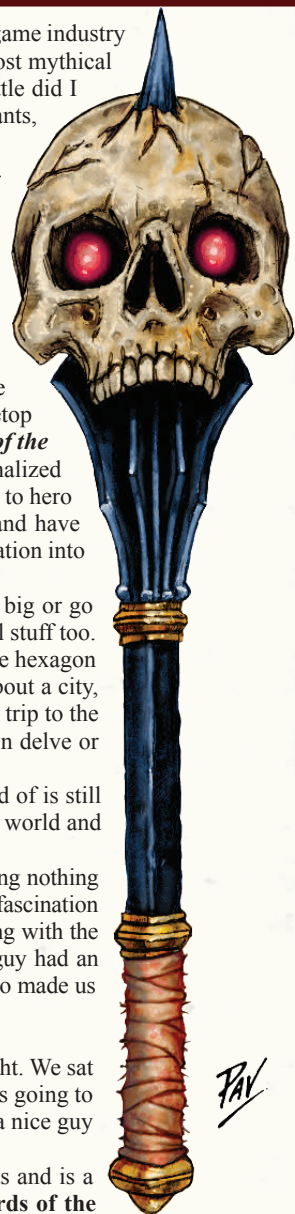 game industry
ost mythical
ttle did I
ants,
e
etop
of the
nalized
to hero
and have
ation into
big or go
l stuff too.
e hexagon
bout a city,
trip to the
n delve or
d of is still
world and
ng nothing
fascination
ng with the
guy had an
o made us
ht. We sat
s going to
a nice guy
s and is a
rds of the
PAV